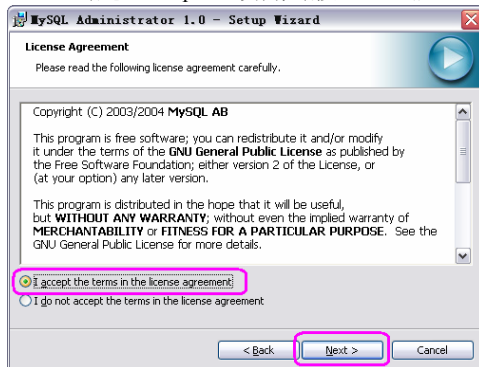 MySQL Administrator 1.0 - Setup Wizard
License Agreement
Please read the following license agreement carefully.
Copyright (C) 2003/2004 MySQL AB
This program is free software; you can redistribute it and/or modify
it under the terms of the GNU General Public License as published by
the Free Software Foundation; either version 2 of the License, or
(at your option) any later version.
This program is distributed in the hope that it will be useful,
but WITHOUT ANY WARRANTY; without even the implied warranty of
MERCHANTABILITY or FITNESS FOR A PARTICULAR PURPOSE. See the
GNU General Public License for more details.
I accept the terms in the license agreement
I do not accept the terms in the license agreement
< Back Next > Cancel